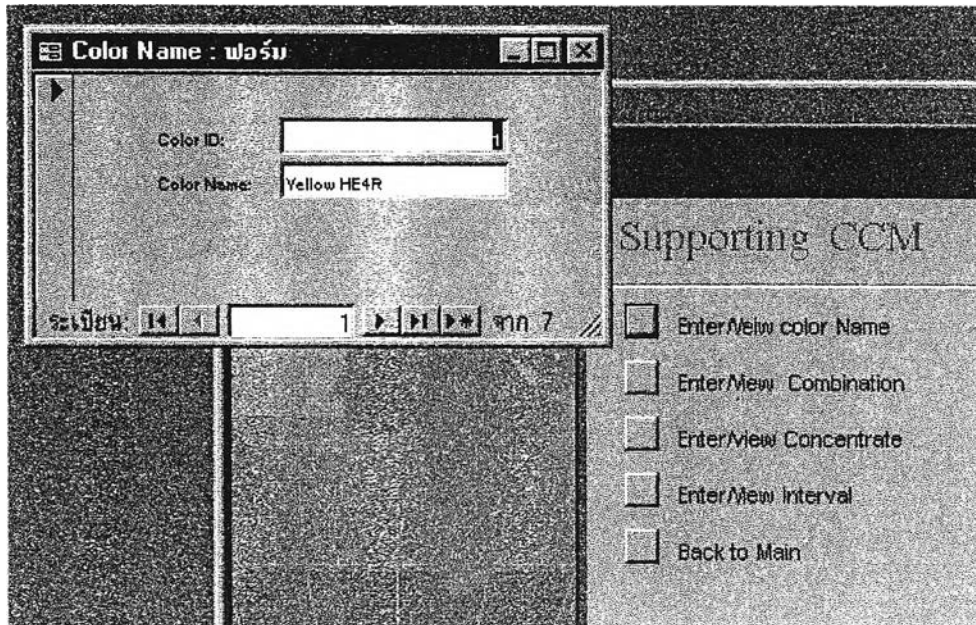 Color Name : ฟอร์ม
Color ID: 1
Color Name: Yellow HE4R
ระเบียน: 1 จาก 7
Supporting CCM
Enter/Veiw color Name
Enter/View Combination
Enter/view Concentrate
Enter/View Interval
Back to Main